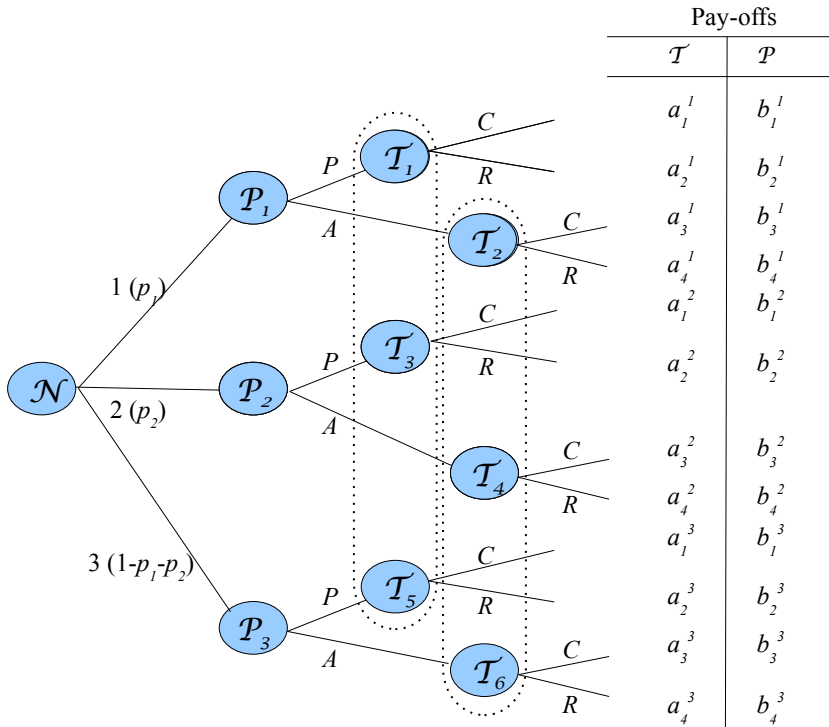 Pay-offs
𝒯 𝒫
C a₁¹ b₁¹
𝒯₁
P
R a₂¹ b₂¹
𝒫₁
A
C a₃¹ b₃¹
𝒯₂
R a₄¹ b₄¹
1 (p₁)
C a₁² b₁²
𝒯₃
P
R a₂² b₂²
𝒩
𝒫₂
2 (p₂)
A
C a₃² b₃²
𝒯₄
R a₄² b₄²
C a₁³ b₁³
3 (1-p₁-p₂)
𝒯₅
P
R a₂³ b₂³
𝒫₃
A
C a₃³ b₃³
𝒯₆
R a₄³ b₄³